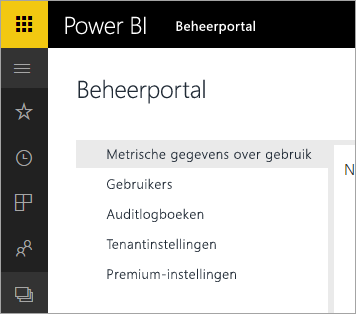 Power BI Beheerportal
Beheerportal
Metrische gegevens over gebruik
Gebruikers
Auditlogboeken
Tenantinstellingen
Premium-instellingen